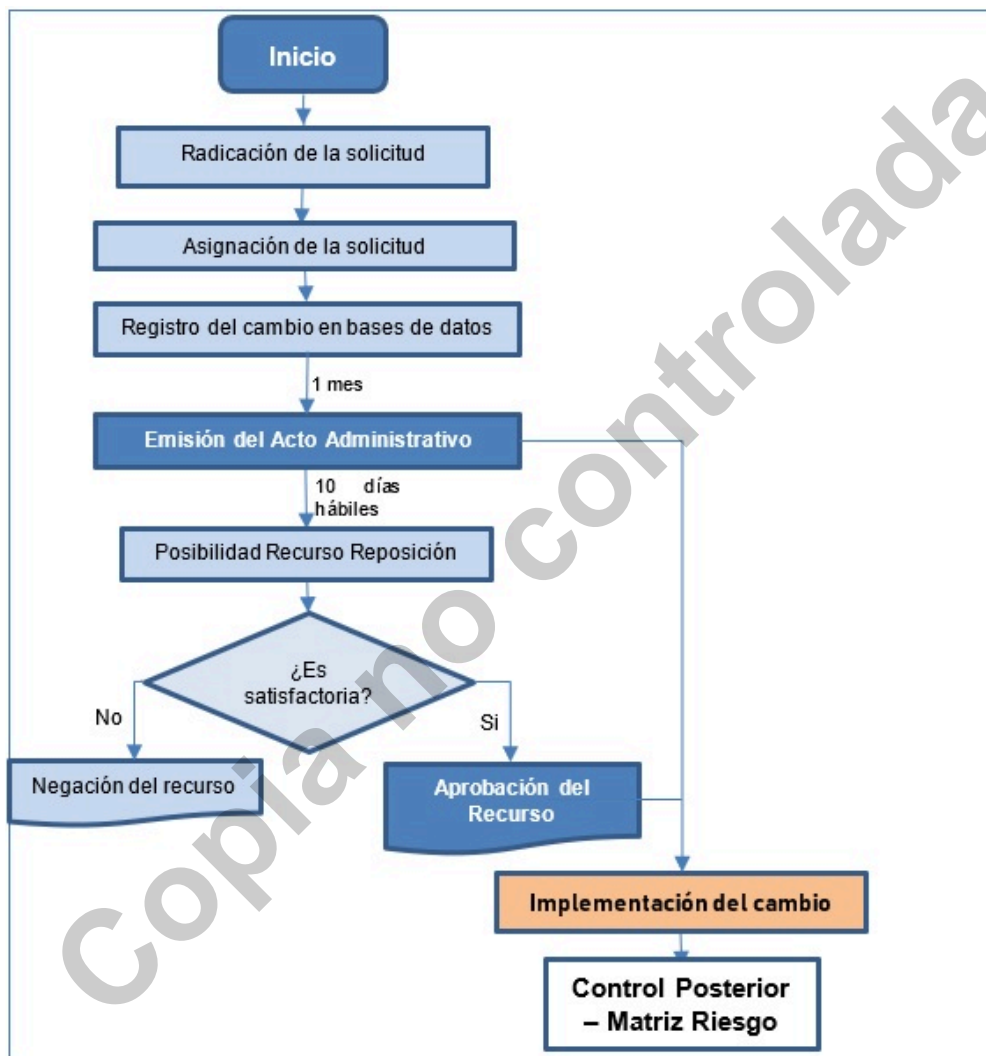 Inicio
Radicación de la solicitud
Asignación de la solicitud
Registro del cambio en bases de datos
1 mes
Emisión del Acto Administrativo
10 días
hábiles
Posibilidad Recurso Reposición
¿Es
satisfactoria?
No
Si
Negación del recurso
Aprobación del
Recurso
Implementación del cambio
Control Posterior
– Matriz Riesgo
Copia no controlada